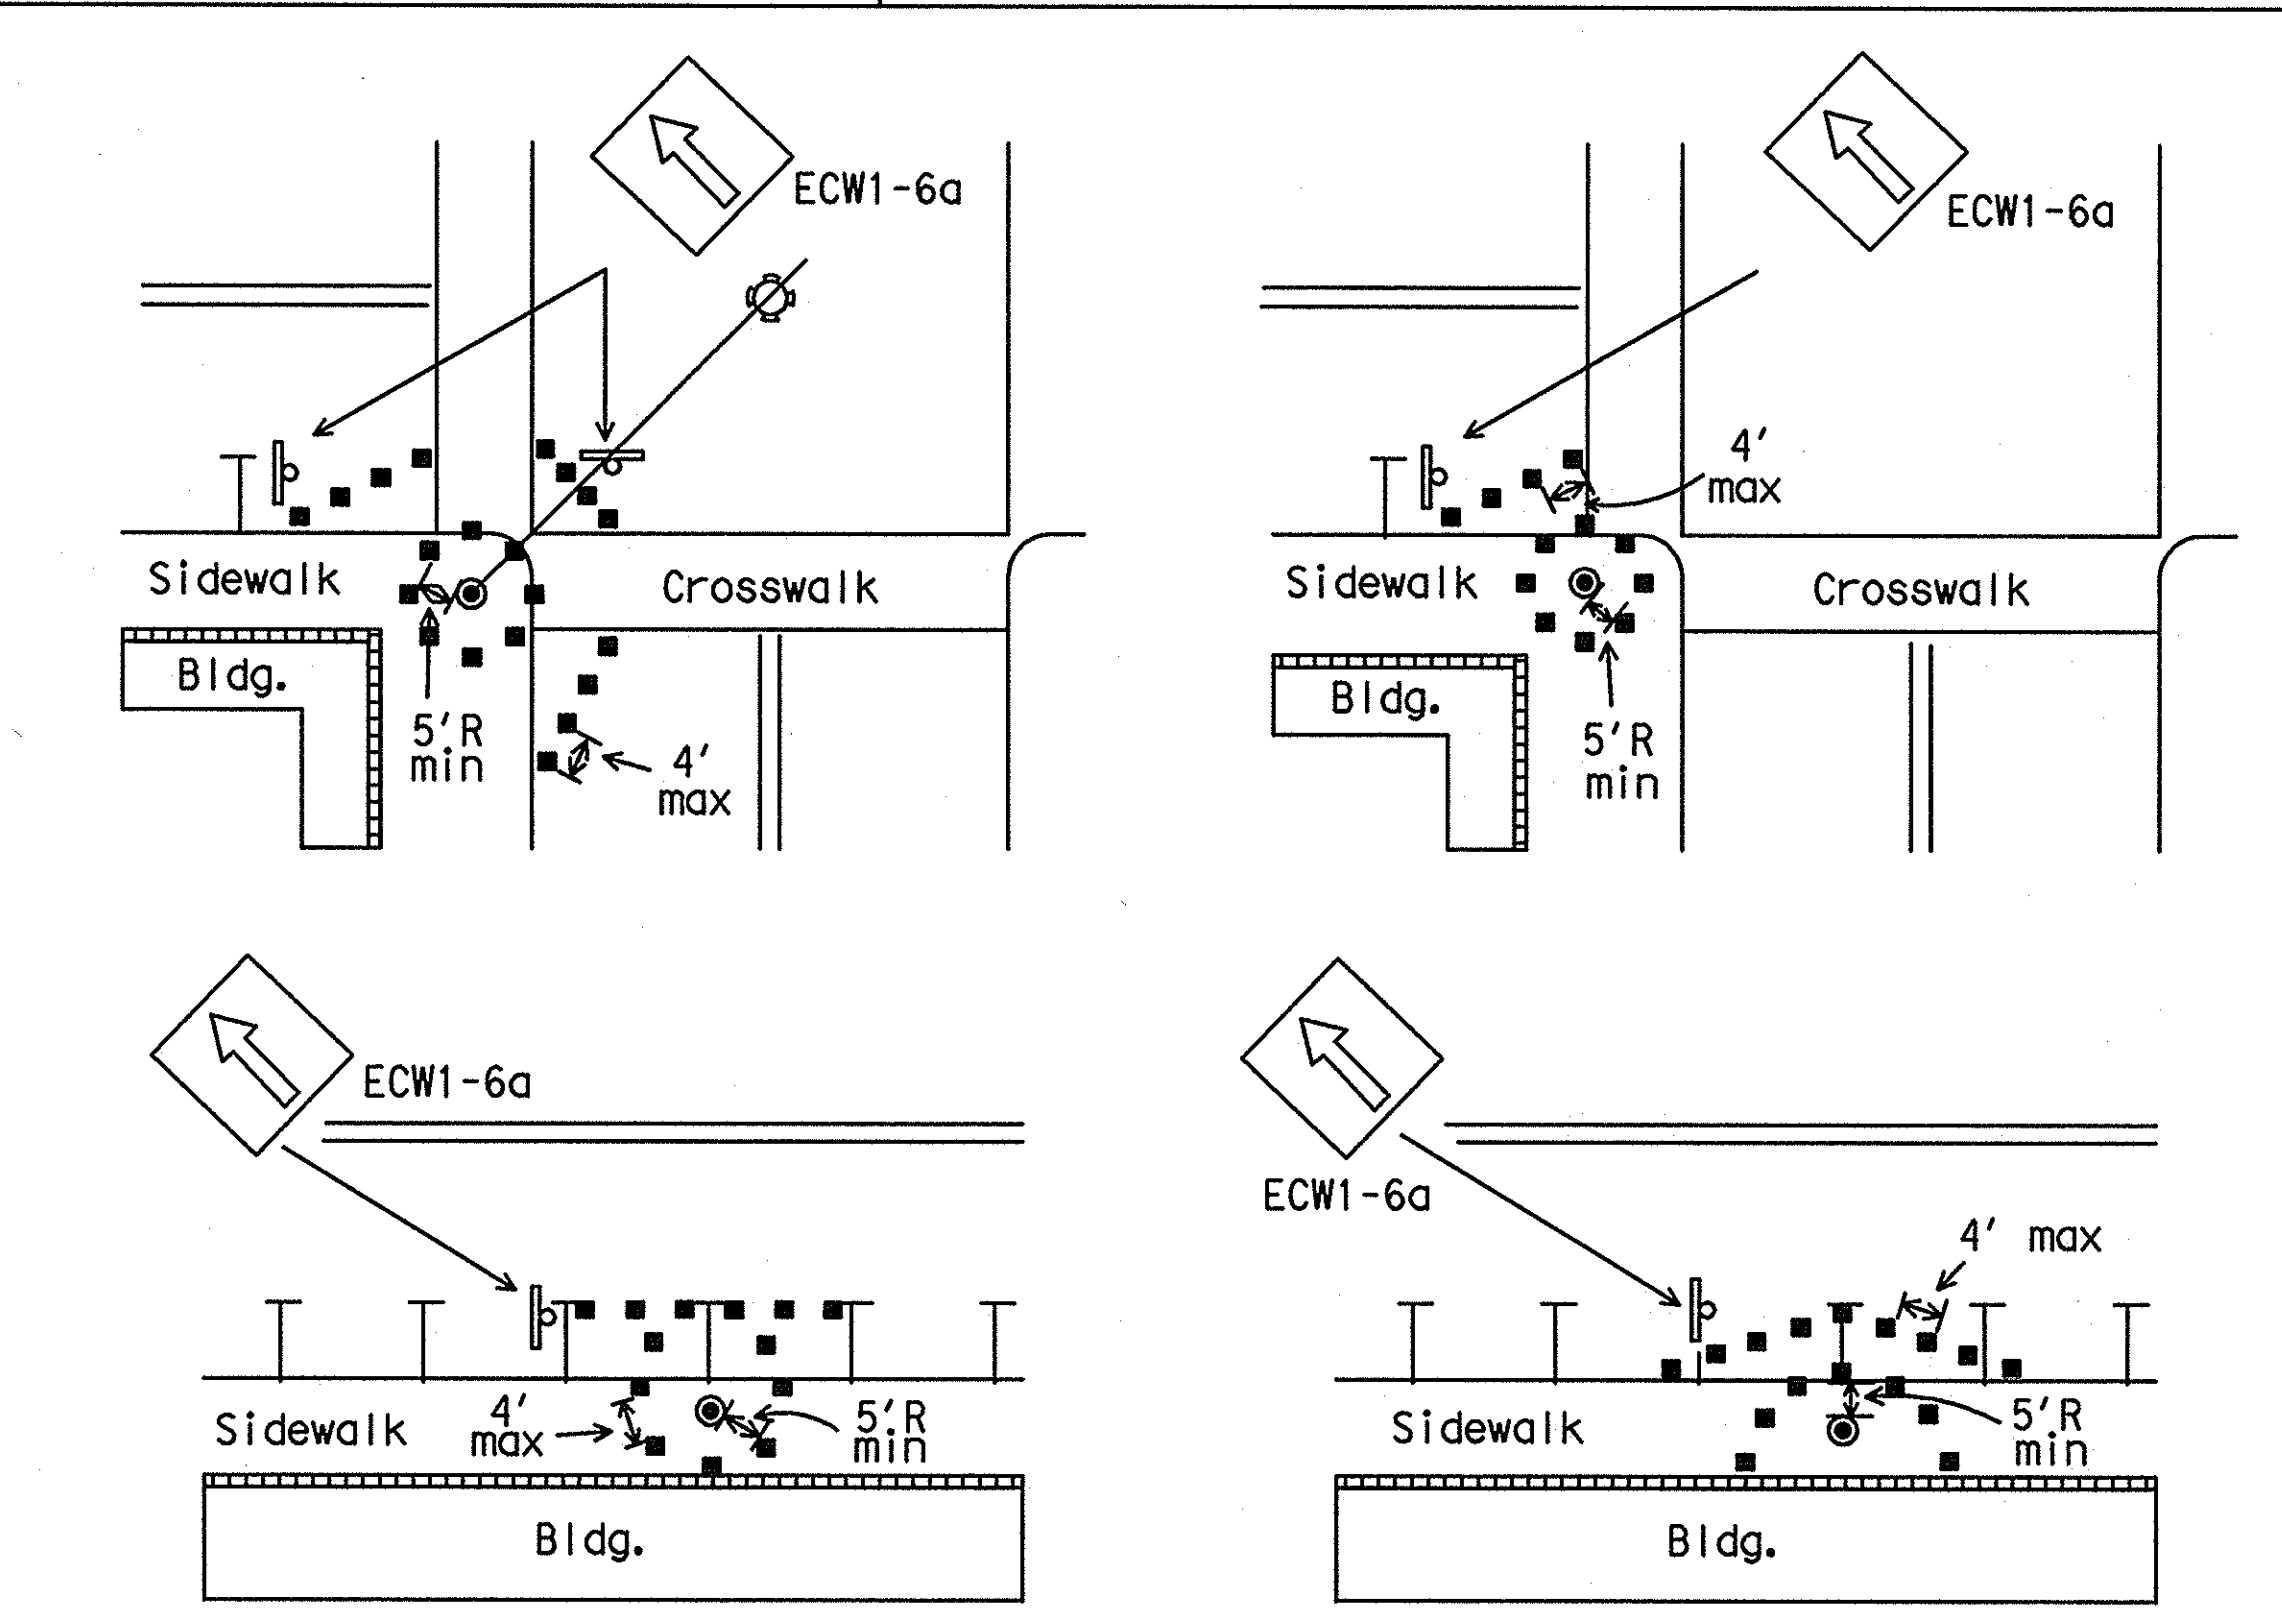 ECW1-6a
Sidewalk
Crosswalk
Bldg.
5'R
min
4'
max
ECW1-6a
4'
max
Sidewalk
Crosswalk
Bldg.
5'R
min
ECW1-6a
4'
max
5'R
min
Sidewalk
Bldg.
ECW1-6a
4' max
Sidewalk
5'R
min
Bldg.